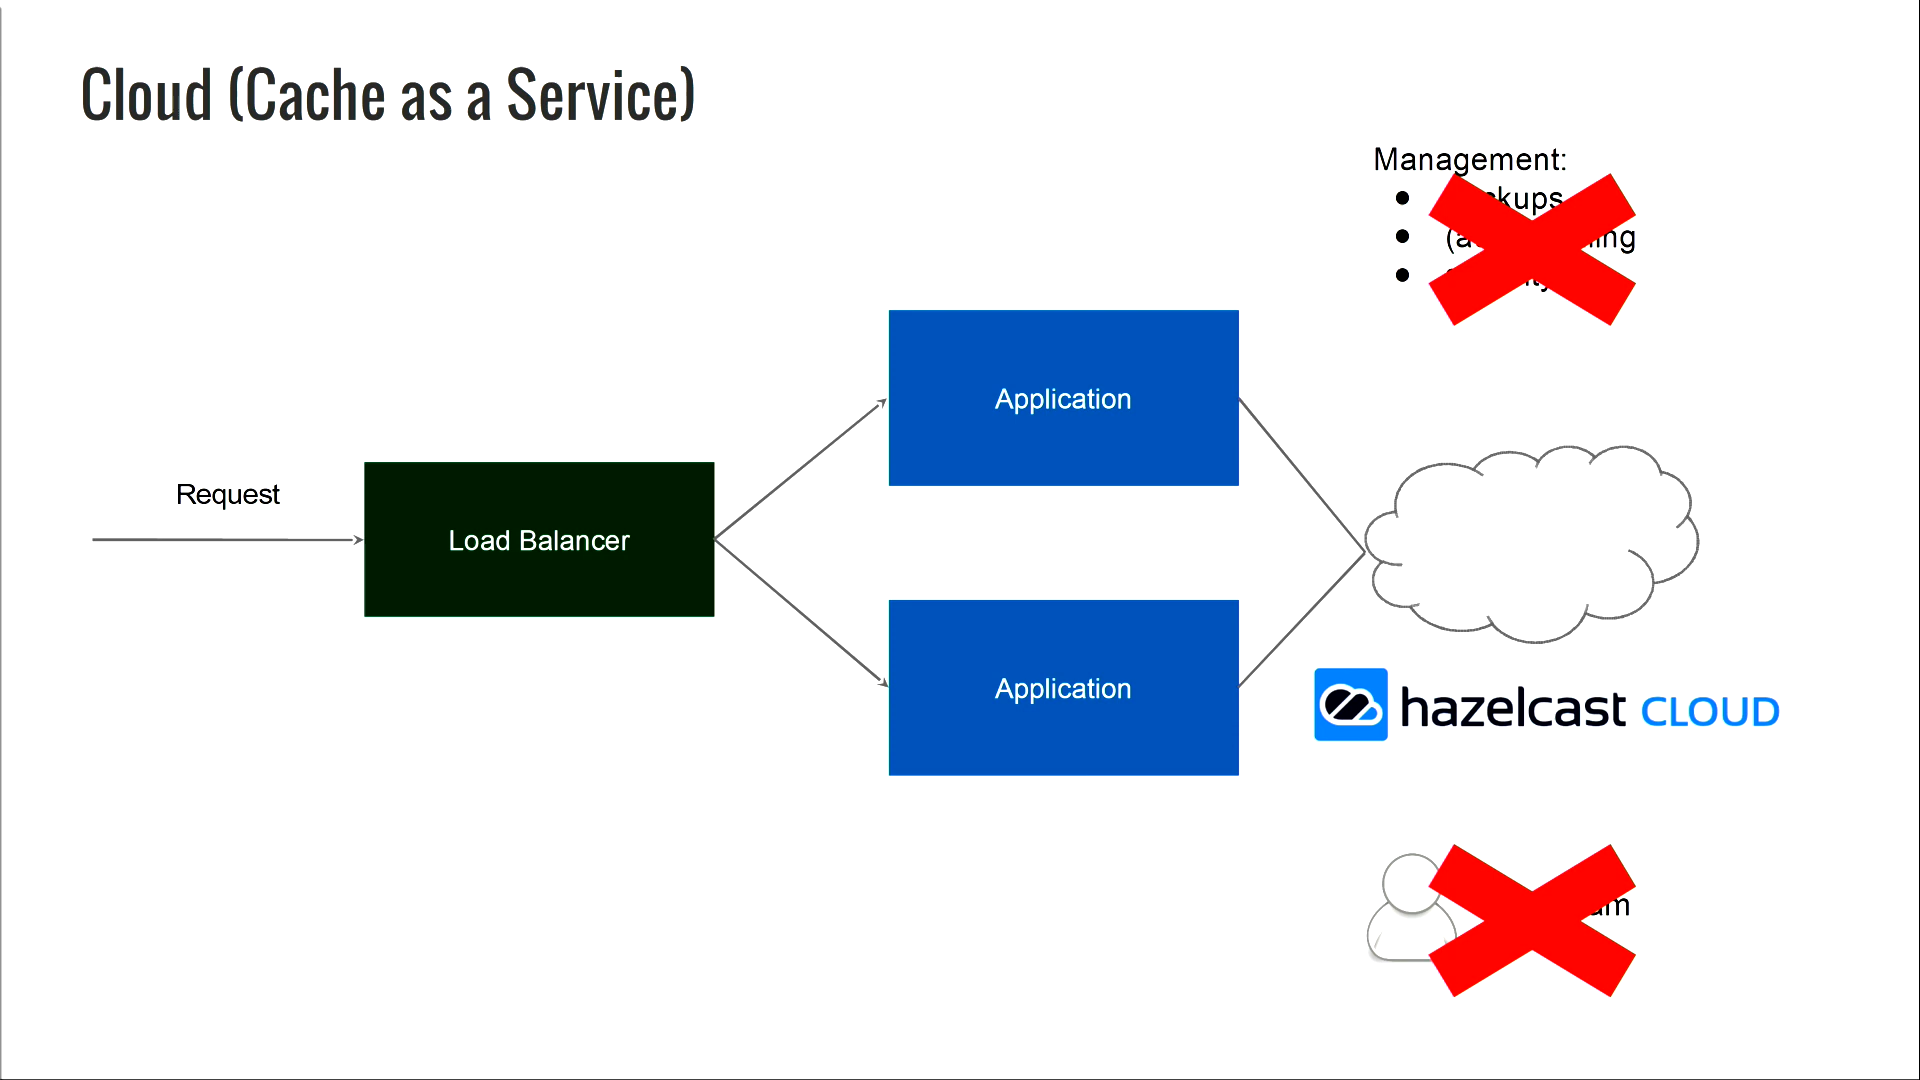 Cloud (Cache as a Service)
Management:
Request
Application
Load Balancer
Application
hazelcast CLOUD